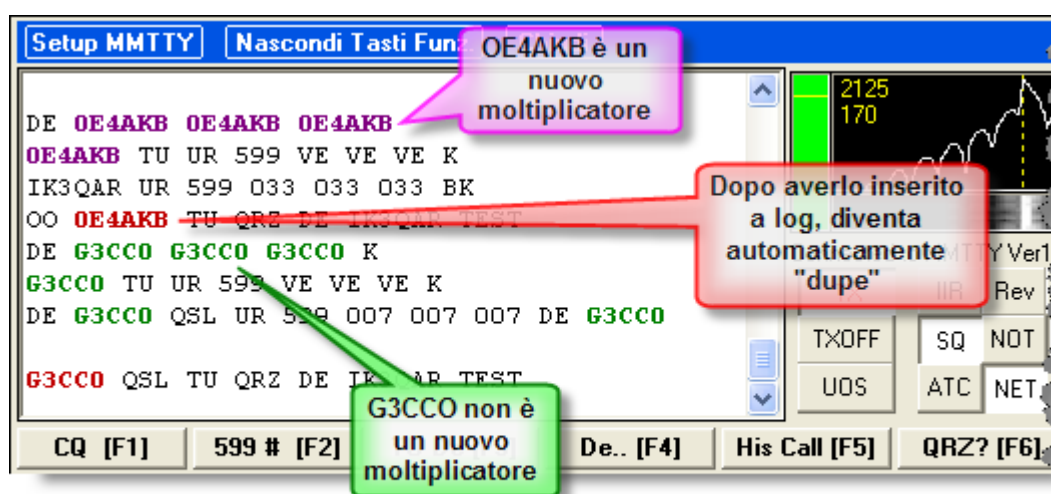 Setup MMTTY Nascondi Tasti Funz.
OE4AKB è un
nuovo
moltiplicatore
DE OE4AKB OE4AKB OE4AKB
OE4AKB TU UR 599 VE VE VE K
IK3QAR UR 599 033 033 033 BK
OO OE4AKB TU QRZ DE IK3QAR TEST
DE G3CCO G3CCO G3CCO K
G3CCO TU UR 599 VE VE VE K
DE G3CCO QSL UR 599 007 007 007 DE G3CCO
G3CCO QSL TU QRZ DE TEST
2125
170
Dopo averlo inserito
a log, diventa
automaticamente
"dupe"
G3CCO non è
un nuovo
moltiplicatore
Ver1
IIR Rev
TXOFF SQ NOT
UOS ATC NET
CQ [F1] 599 # [F2] De.. [F4] His Call [F5] QRZ? [F6]